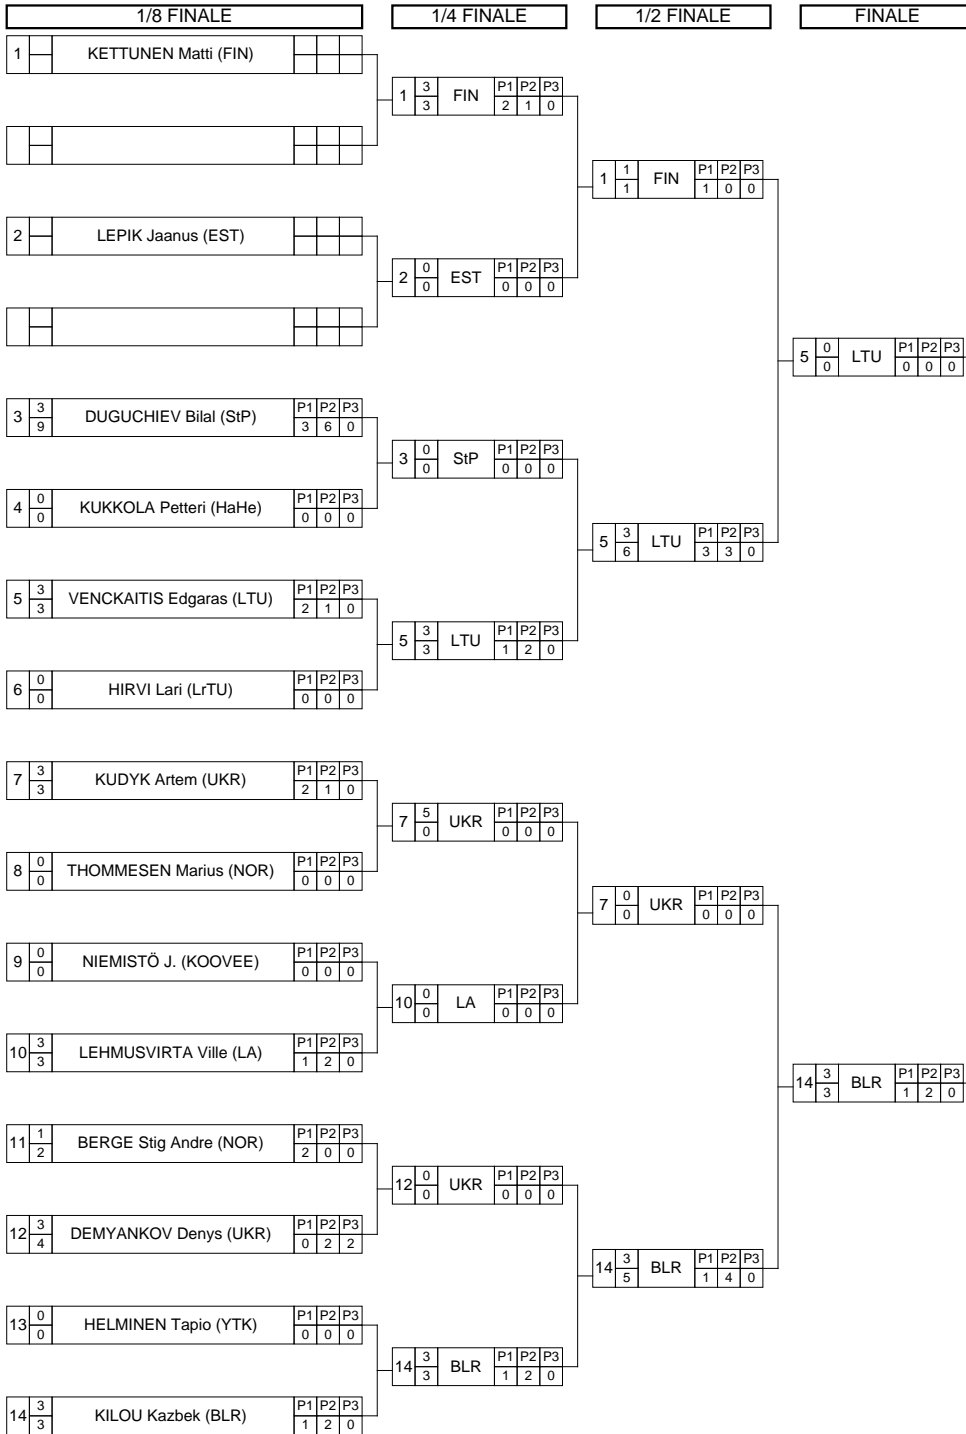 1/8 FINALE 1/4 FINALE 1/2 FINALE FINALE
1 KETTUNEN Matti (FIN)
1 3 FIN P1 P2 P3
3 2 1 0
1 1 FIN P1 P2 P3
1 1 0 0
2 LEPIK Jaanus (EST)
2 0 EST P1 P2 P3
0 0 0 0
5 0 LTU P1 P2 P3
0 0 0 0
3 3 DUGUCHIEV Bilal (StP) P1 P2 P3
9 3 6 0
3 0 StP P1 P2 P3
0 0 0 0
4 0 KUKKOLA Petteri (HaHe) P1 P2 P3
0 0 0 0
5 3 LTU P1 P2 P3
6 3 3 0
5 3 VENCKAITIS Edgaras (LTU) P1 P2 P3
3 2 1 0
5 3 LTU P1 P2 P3
3 1 2 0
6 0 HIRVI Lari (LrTU) P1 P2 P3
0 0 0 0
7 3 KUDYK Artem (UKR) P1 P2 P3
3 2 1 0
7 5 UKR P1 P2 P3
0 0 0 0
8 0 THOMMESEN Marius (NOR) P1 P2 P3
0 0 0 0
7 0 UKR P1 P2 P3
0 0 0 0
9 0 NIEMISTÖ J. (KOOVEE) P1 P2 P3
0 0 0 0
10 0 LA P1 P2 P3
0 0 0 0
10 3 LEHMUSVIRTA Ville (LA) P1 P2 P3
3 1 2 0
14 3 BLR P1 P2 P3
3 1 2 0
11 1 BERGE Stig Andre (NOR) P1 P2 P3
2 2 0 0
12 0 UKR P1 P2 P3
0 0 0 0
12 3 DEMYANKOV Denys (UKR) P1 P2 P3
4 0 2 2
14 3 BLR P1 P2 P3
5 1 4 0
13 0 HELMINEN Tapio (YTK) P1 P2 P3
0 0 0 0
14 3 BLR P1 P2 P3
3 1 2 0
14 3 KILOU Kazbek (BLR) P1 P2 P3
3 1 2 0